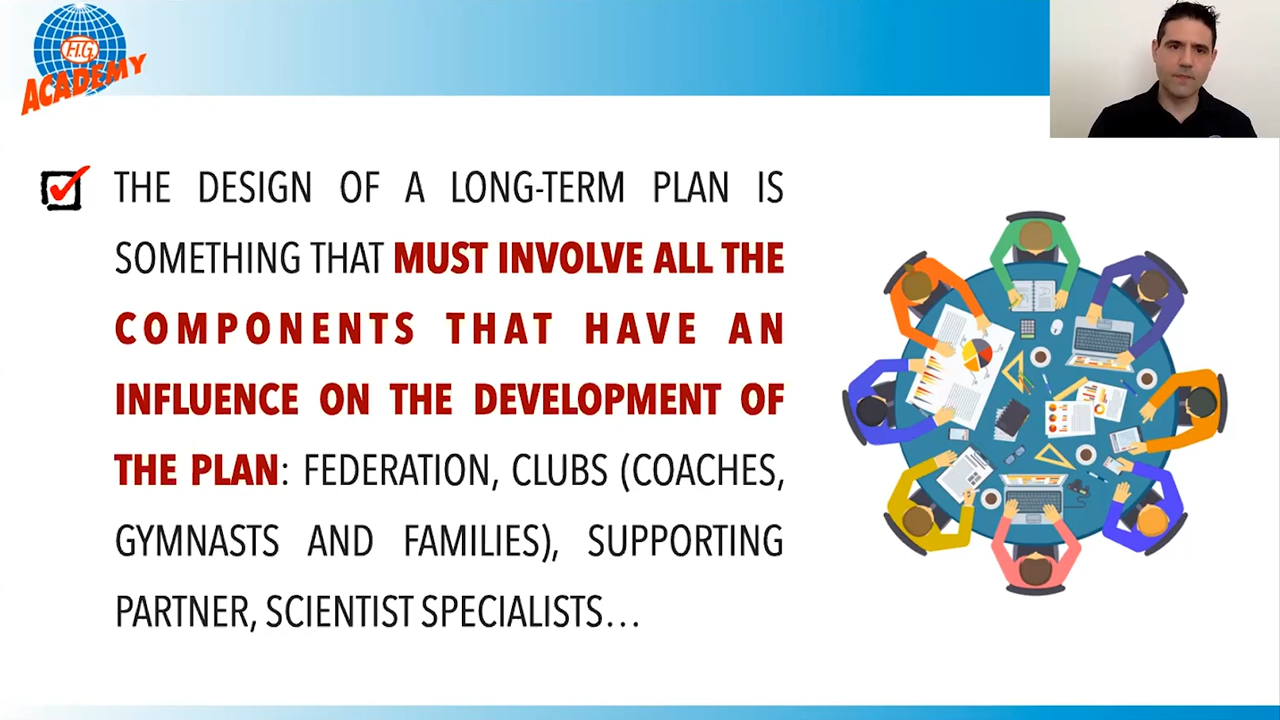 F.I.G.
ACADEMY
THE DESIGN OF A LONG-TERM PLAN IS
SOMETHING THAT MUST INVOLVE ALL THE
COMPONENTS THAT HAVE AN
INFLUENCE ON THE DEVELOPMENT OF
THE PLAN: FEDERATION, CLUBS (COACHES,
GYMNASTS AND FAMILIES), SUPPORTING
PARTNER, SCIENTIST SPECIALISTS…